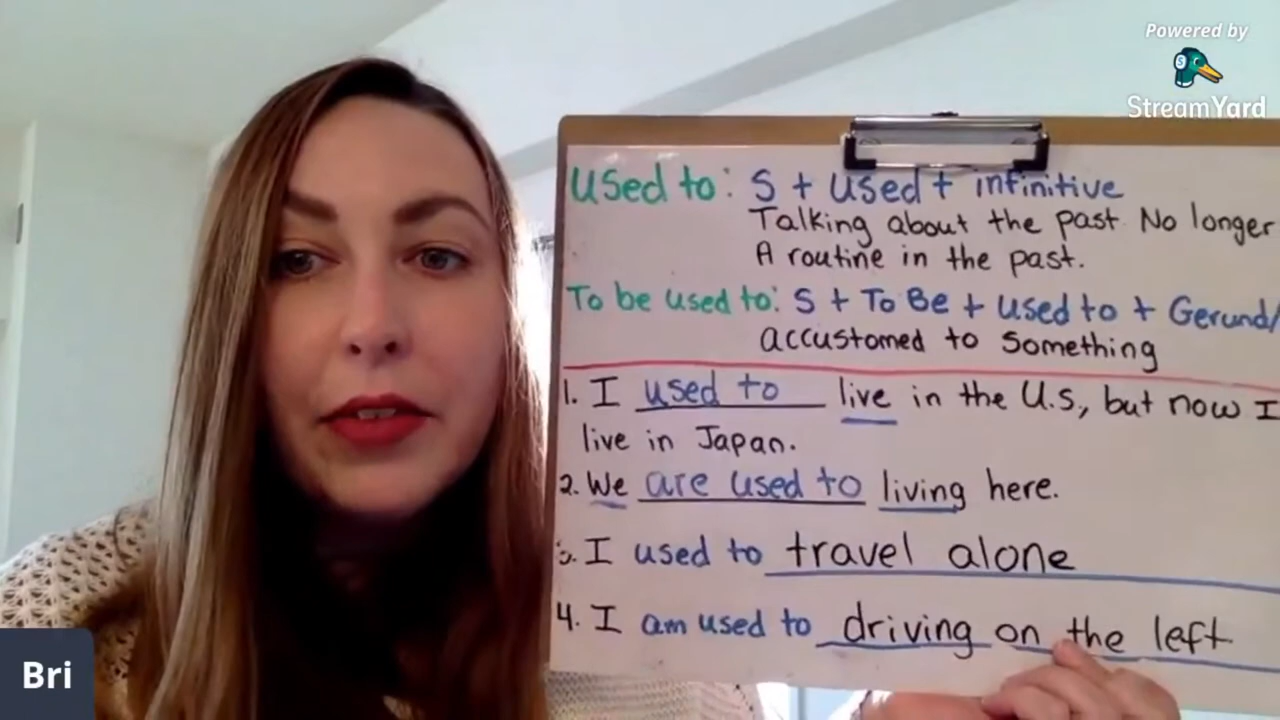 Powered by
StreamYard
Used to: S + used + infinitive
Talking about the past. No longer
A routine in the past.
To be used to: S + To Be + used to + Gerund/
accustomed to something
1. I used to live in the U.S, but now I
live in Japan.
2. We are used to living here.
3. I used to travel alone
4. I am used to driving on the left
Bri